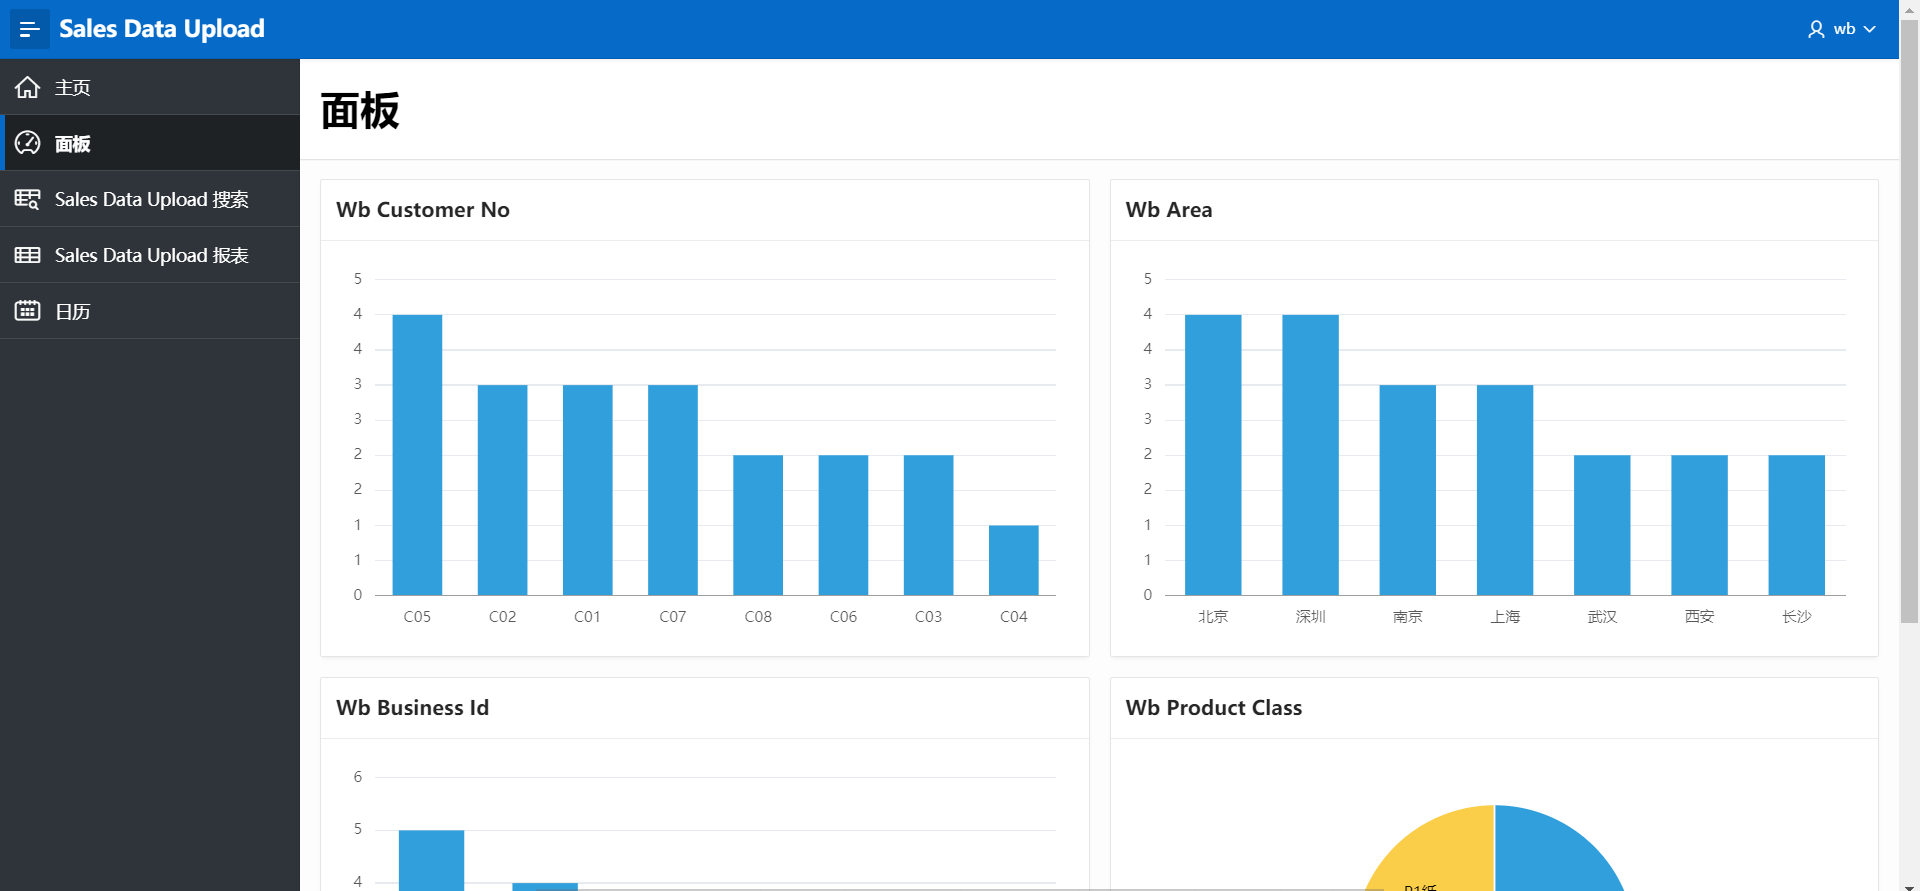 Sales Data Upload
wb
主页
面板
Sales Data Upload 搜索
Sales Data Upload 报表
日历
面板
Wb Customer No
5
4
4
3
3
2
2
1
1
0
C05 C02 C01 C07 C08 C06 C03 C04
Wb Area
5
4
4
3
3
2
2
1
1
0
北京 深圳 南京 上海 武汉 西安 长沙
Wb Business Id
6
5
4
Wb Product Class